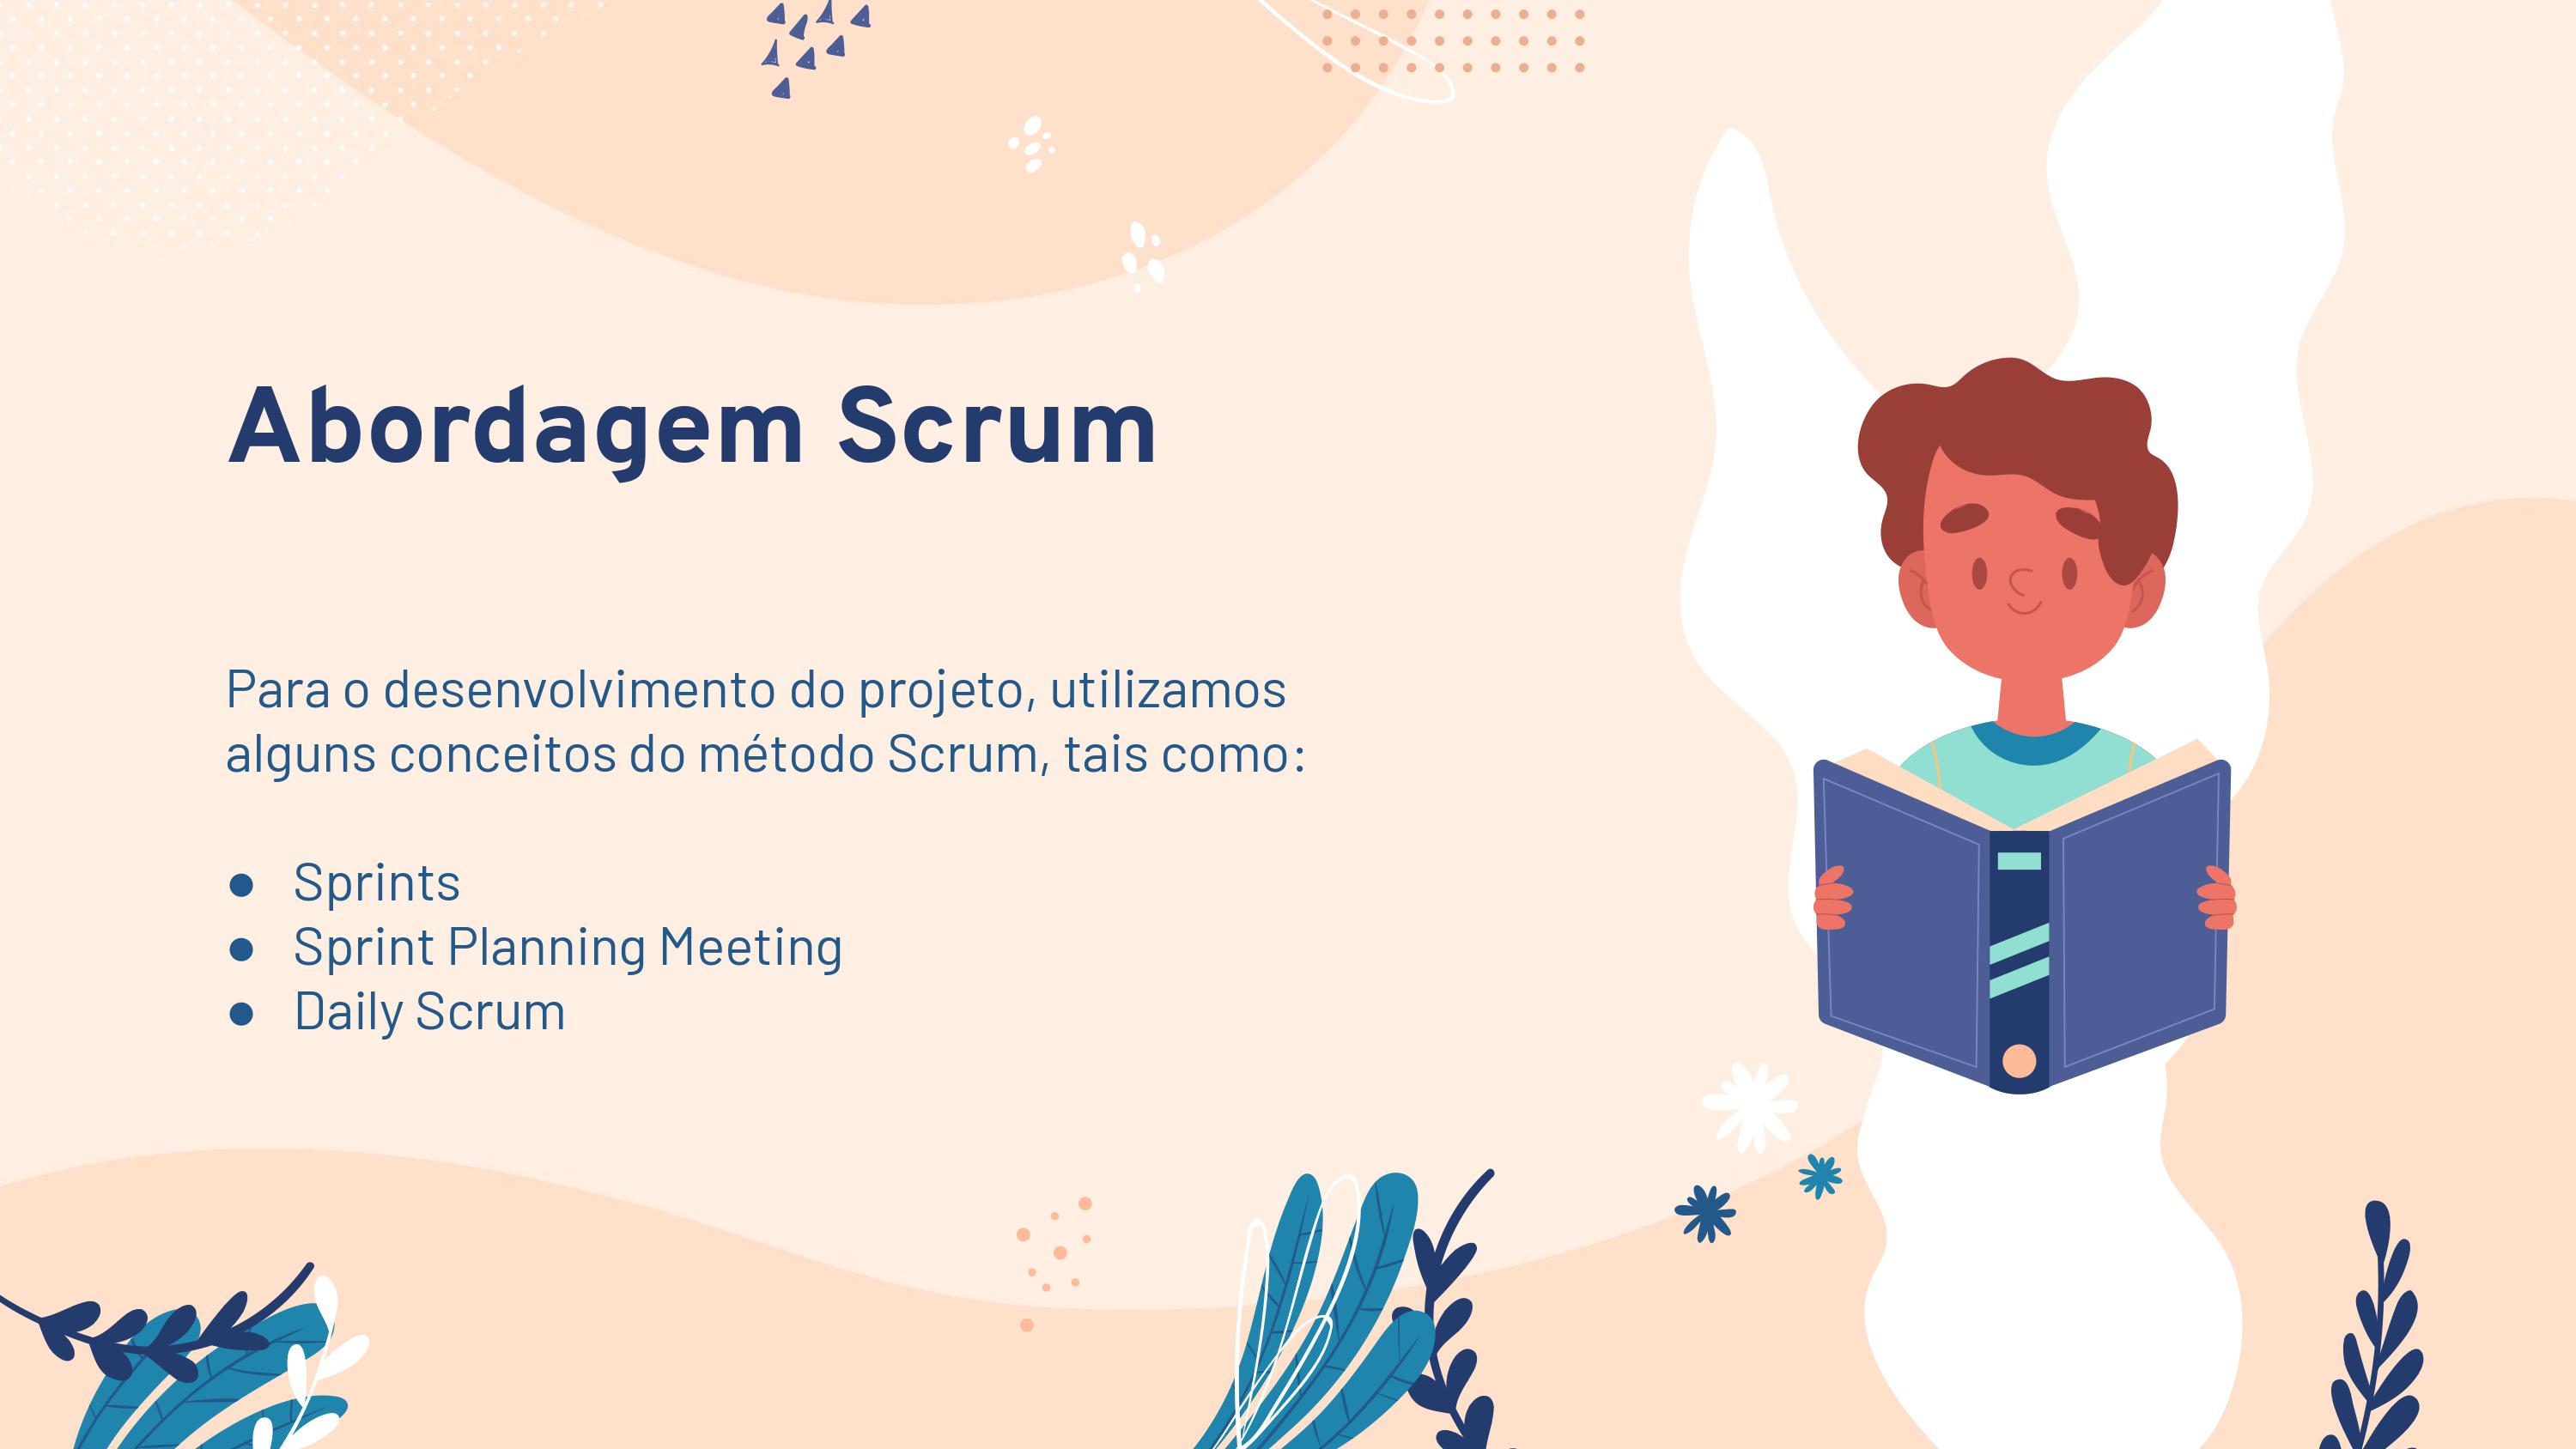 Abordagem Scrum
Para o desenvolvimento do projeto, utilizamos
alguns conceitos do método Scrum, tais como:
● Sprints
● Sprint Planning Meeting
● Daily Scrum